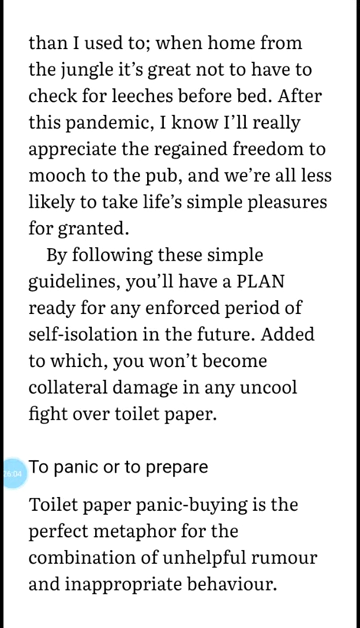 than I used to; when home from
the jungle it’s great not to have to
check for leeches before bed. After
this pandemic, I know I’ll really
appreciate the regained freedom to
mooch to the pub, and we’re all less
likely to take life’s simple pleasures
for granted.
By following these simple
guidelines, you’ll have a PLAN
ready for any enforced period of
self-isolation in the future. Added
to which, you won’t become
collateral damage in any uncool
fight over toilet paper.
To panic or to prepare
Toilet paper panic-buying is the
perfect metaphor for the
combination of unhelpful rumour
and inappropriate behaviour.